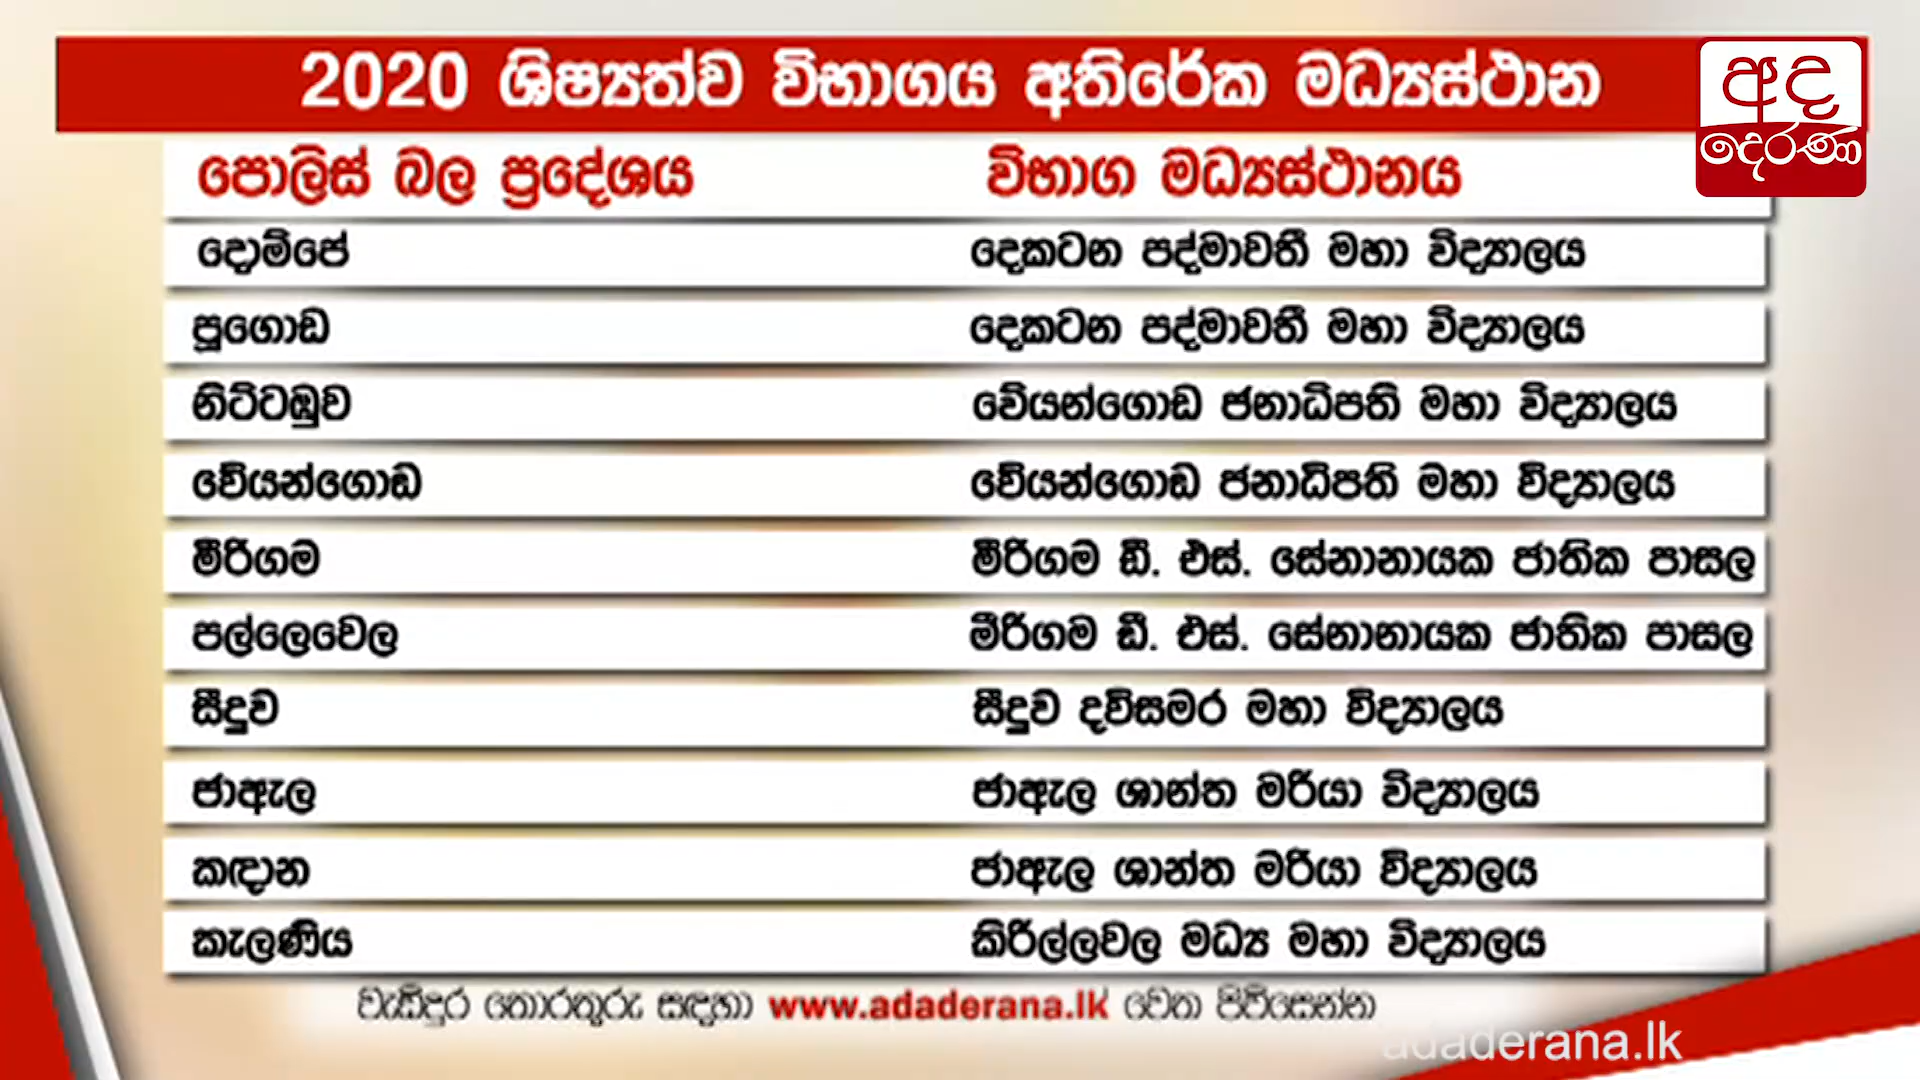 2020 ශිෂ්‍යත්ව විභාගය අතිරේක මධ්‍යස්ථාන
අද
දෙරණ
පොලිස් බල ප්‍රදේශය විභාග මධ්‍යස්ථානය
දොම්පේ දෙකටන පද්මාවතී මහා විද්‍යාලය
පූගොඩ දෙකටන පද්මාවතී මහා විද්‍යාලය
නිට්ටඹුව වේයන්ගොඩ ජනාධිපති මහා විද්‍යාලය
වේයන්ගොඩ වේයන්ගොඩ ජනාධිපති මහා විද්‍යාලය
මීරිගම මීරිගම ඩී. එස්. සේනානායක ජාතික පාසල
පල්ලෙවෙල මීරිගම ඩී. එස්. සේනානායක ජාතික පාසල
සීදූව සීදූව දවිසමර මහා විද්‍යාලය
ජාඇල ජාඇල ශාන්ත මරියා විද්‍යාලය
කඳාන ජාඇල ශාන්ත මරියා විද්‍යාලය
කැලණිය කිරිල්ලවල මධ්‍ය මහා විද්‍යාලය
වැඩිදුර තොරතුරු සඳහා www.adaderana.lk වෙත පිවිසෙන්න
adaderana.lk